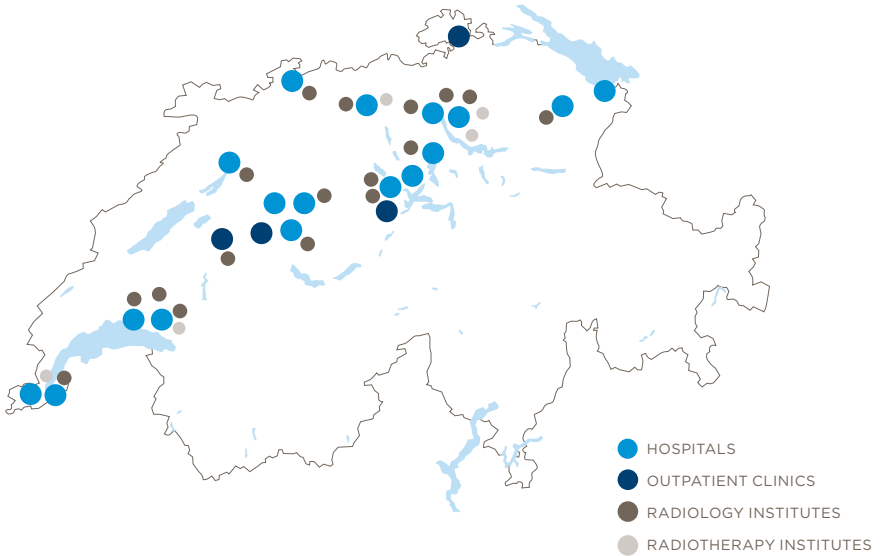 HOSPITALS
OUTPATIENT CLINICS
RADIOLOGY INSTITUTES
RADIOTHERAPY INSTITUTES